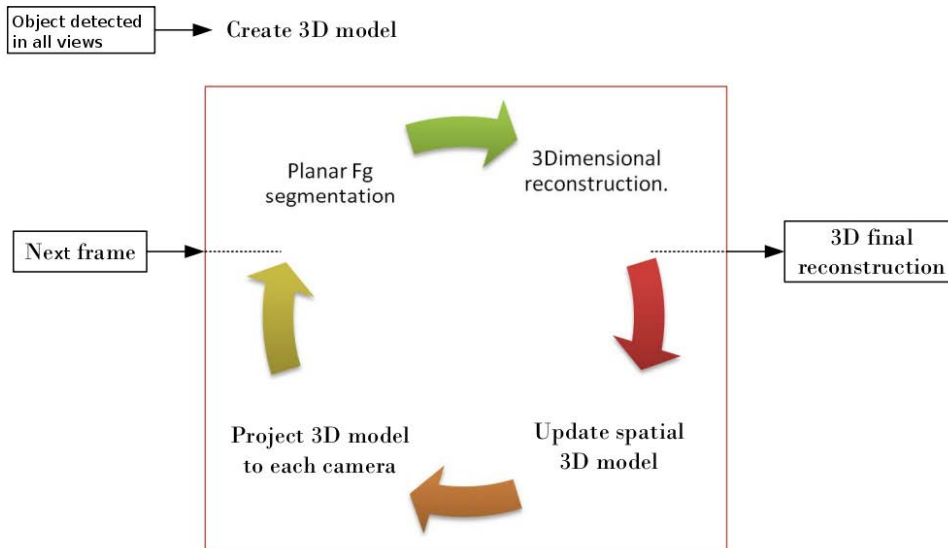 Object detected
in all views
Create 3D model
Planar Fg
segmentation
3Dimensional
reconstruction.
Next frame
3D final
reconstruction
Project 3D model
to each camera
Update spatial
3D model